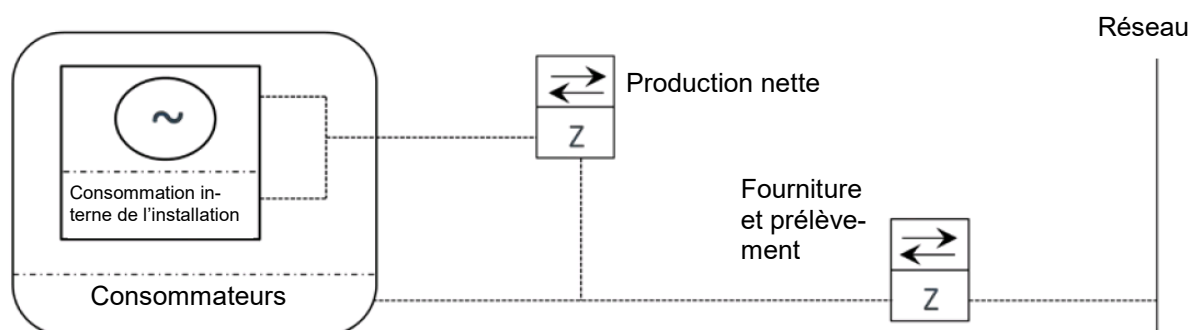 Réseau
Production nette
~
Z
Consommation in-
terne de l’installation
Fourniture
et prélève-
ment
Consommateurs
Z